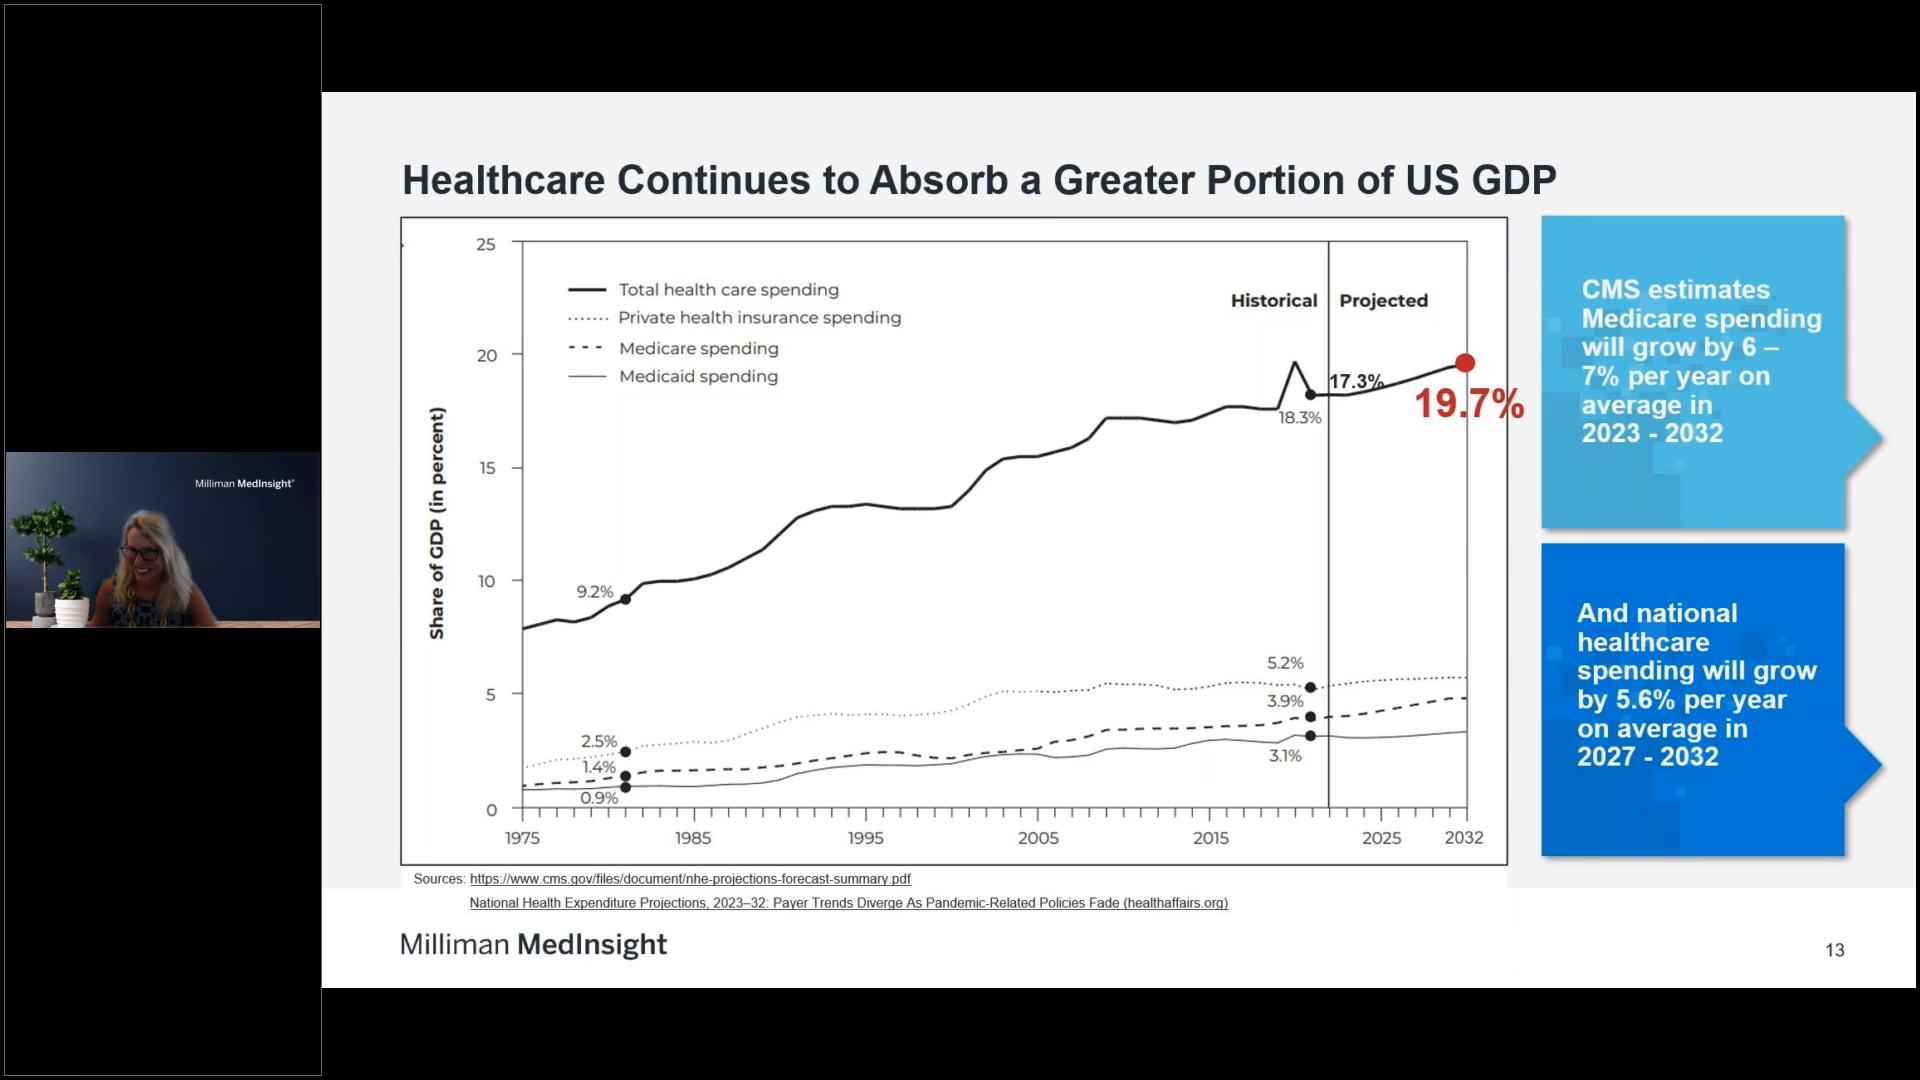 Milliman MedInsight®
Healthcare Continues to Absorb a Greater Portion of US GDP
Share of GDP (in percent)
25
20
15
10
5
0
Total health care spending
Private health insurance spending
Medicare spending
Medicaid spending
Historical
Projected
17.3%
19.7%
18.3%
9.2%
5.2%
3.9%
3.1%
2.5%
1.4%
0.9%
1975
1985
1995
2005
2015
2025
2032
CMS estimates
Medicare spending
will grow by 6 –
7% per year on
average in
2023 - 2032
And national
healthcare
spending will grow
by 5.6% per year
on average in
2027 - 2032
Sources: https://www.cms.gov/files/document/nhe-projections-forecast-summary.pdf
National Health Expenditure Projections, 2023–32: Payer Trends Diverge As Pandemic-Related Policies Fade (healthaffairs.org)
Milliman MedInsight
13